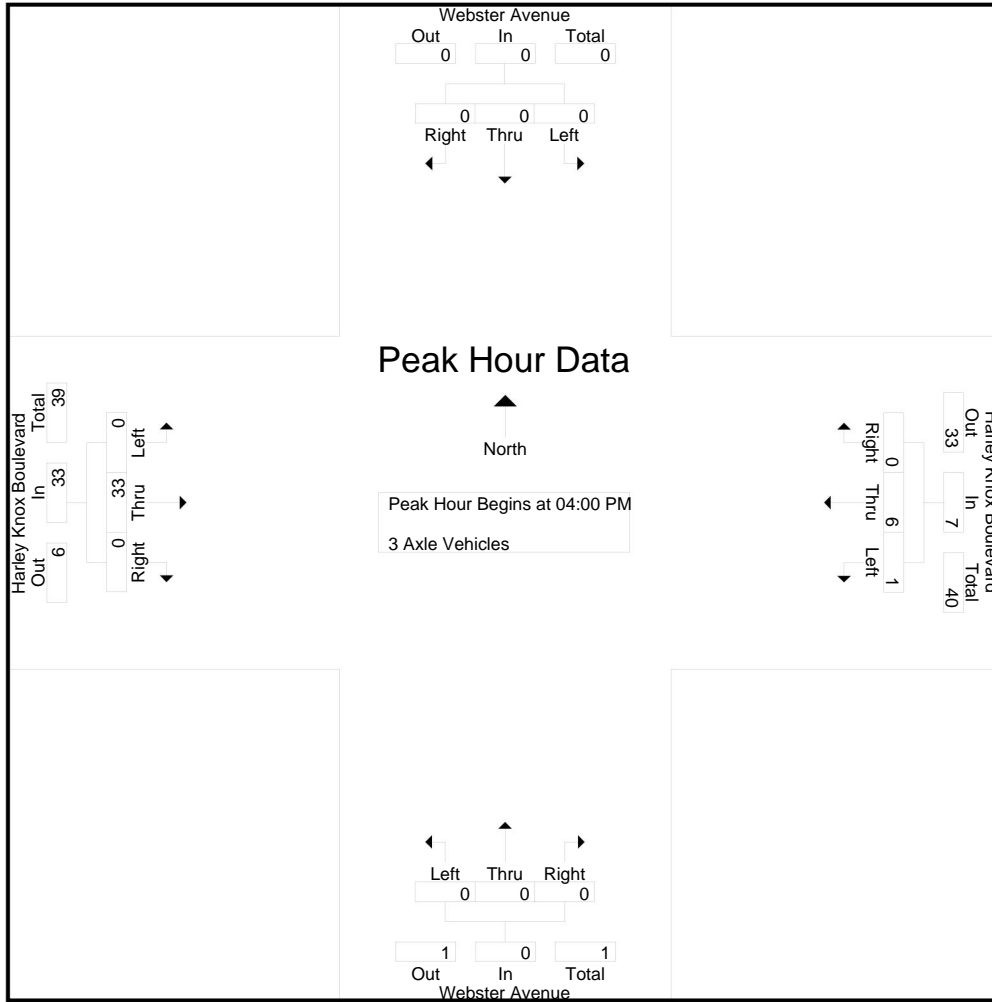 Webster Avenue
Out In Total
0 0 0
0 0 0
Right Thru Left
Peak Hour Data
North
Peak Hour Begins at 04:00 PM
3 Axle Vehicles
Harley Knox Boulevard
Out In Total
6 33 39
0 33 0
Left Thru Right
Harley Knox Boulevard
Out In Total
33 7 40
0 6 1
Right Thru Left
Left Thru Right
0 0 0
1 0 1
Out In Total
Webster Avenue